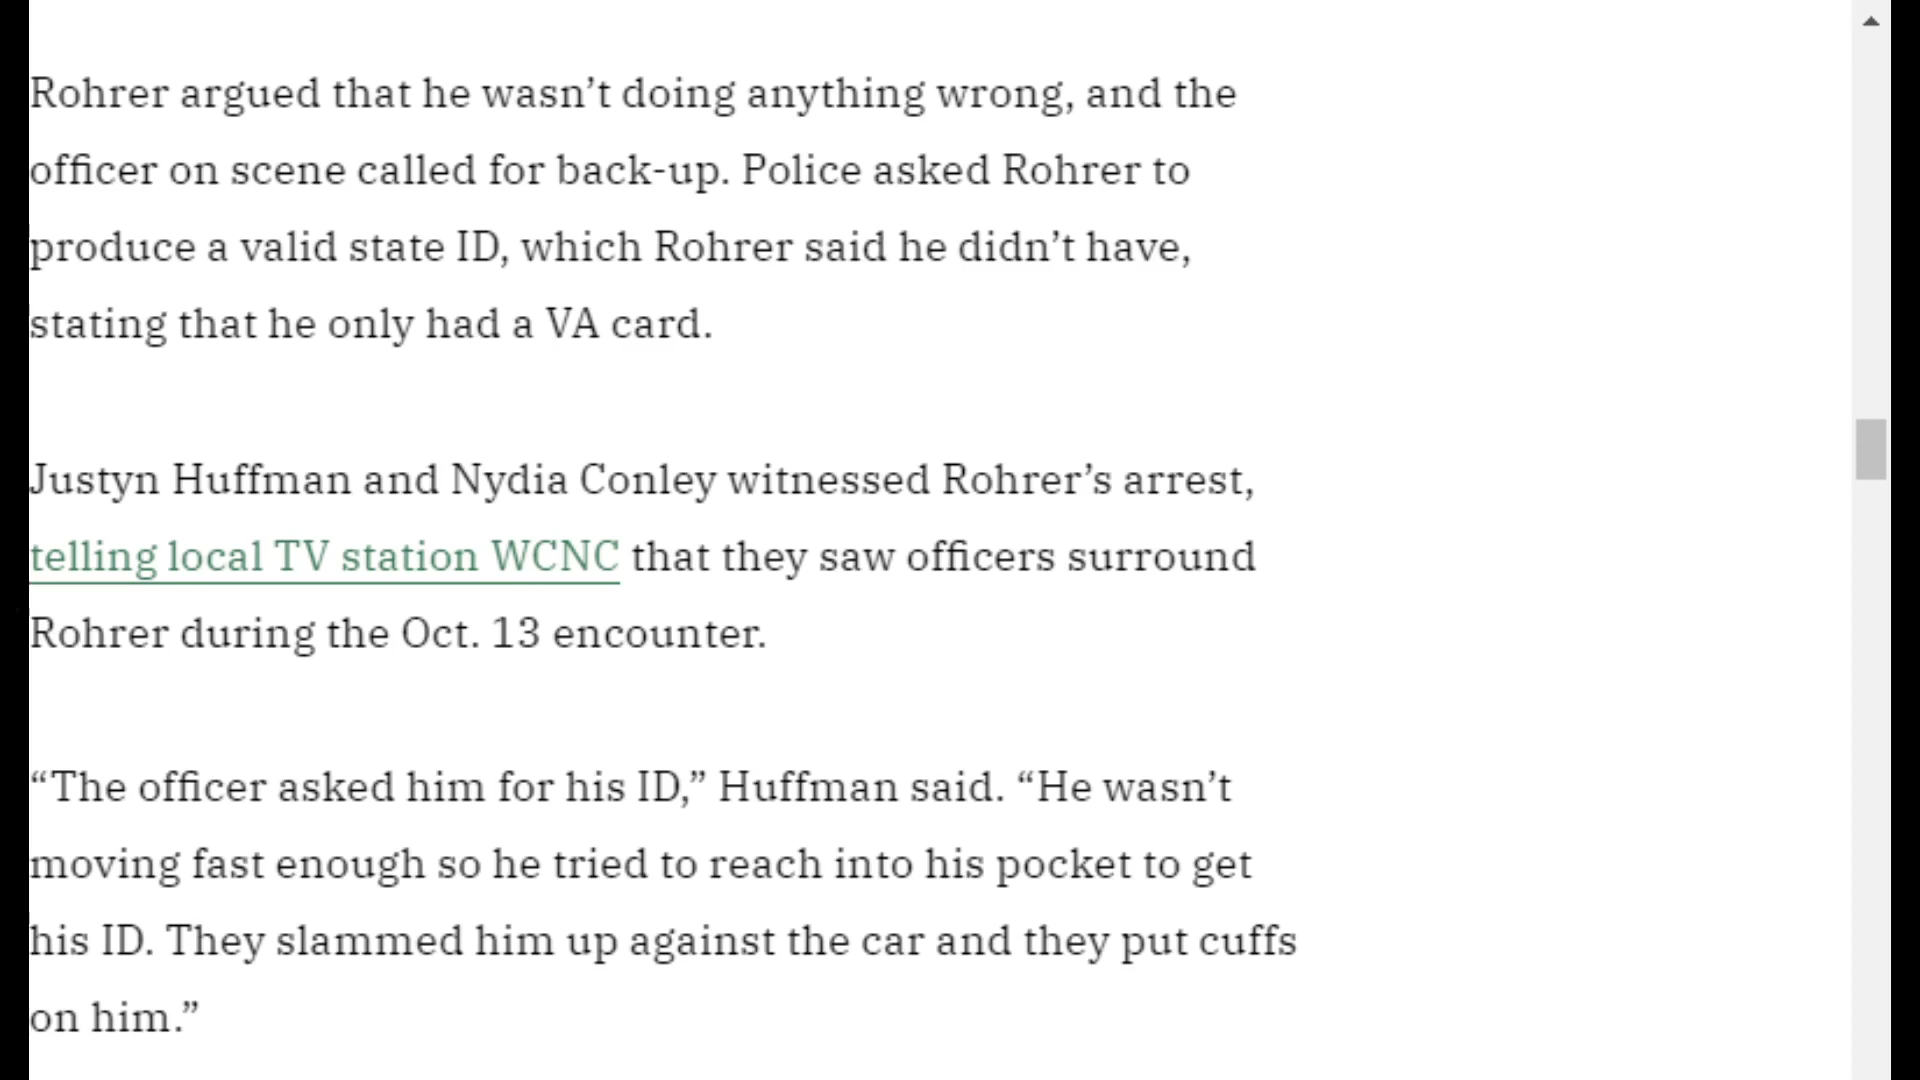 Rohrer argued that he wasn’t doing anything wrong, and the
officer on scene called for back-up. Police asked Rohrer to
produce a valid state ID, which Rohrer said he didn’t have,
stating that he only had a VA card.
Justyn Huffman and Nydia Conley witnessed Rohrer’s arrest,
telling local TV station WCNC that they saw officers surround
Rohrer during the Oct. 13 encounter.
“The officer asked him for his ID,” Huffman said. “He wasn’t
moving fast enough so he tried to reach into his pocket to get
his ID. They slammed him up against the car and they put cuffs
on him.”